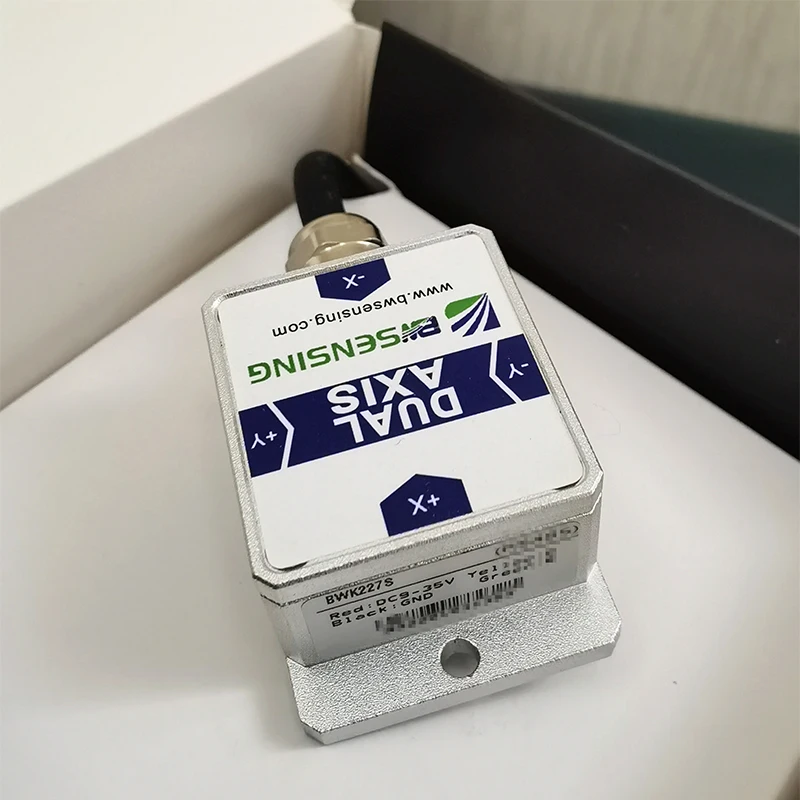 -X
www.bwsensing.com
BWSENSING
-Y
DUAL
AXIS
+Y
+X
BWK227S
Red:DC9~35V
Black:GND